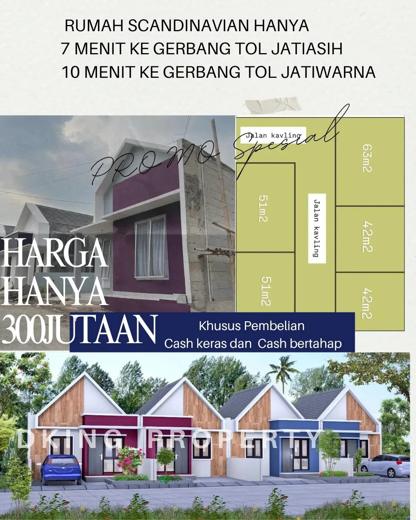 RUMAH SCANDINAVIAN HANYA
7 MENIT KE GERBANG TOL JATIASIH
10 MENIT KE GERBANG TOL JATIWARNA
PROMO Spesial
Jalan kavling
63m2
51m2
Jalan kavling
42m2
51m2
42m2
HARGA
HANYA
300JUTAAN
Khusus Pembelian
Cash keras dan Cash bertahap
DKING PROPERTY